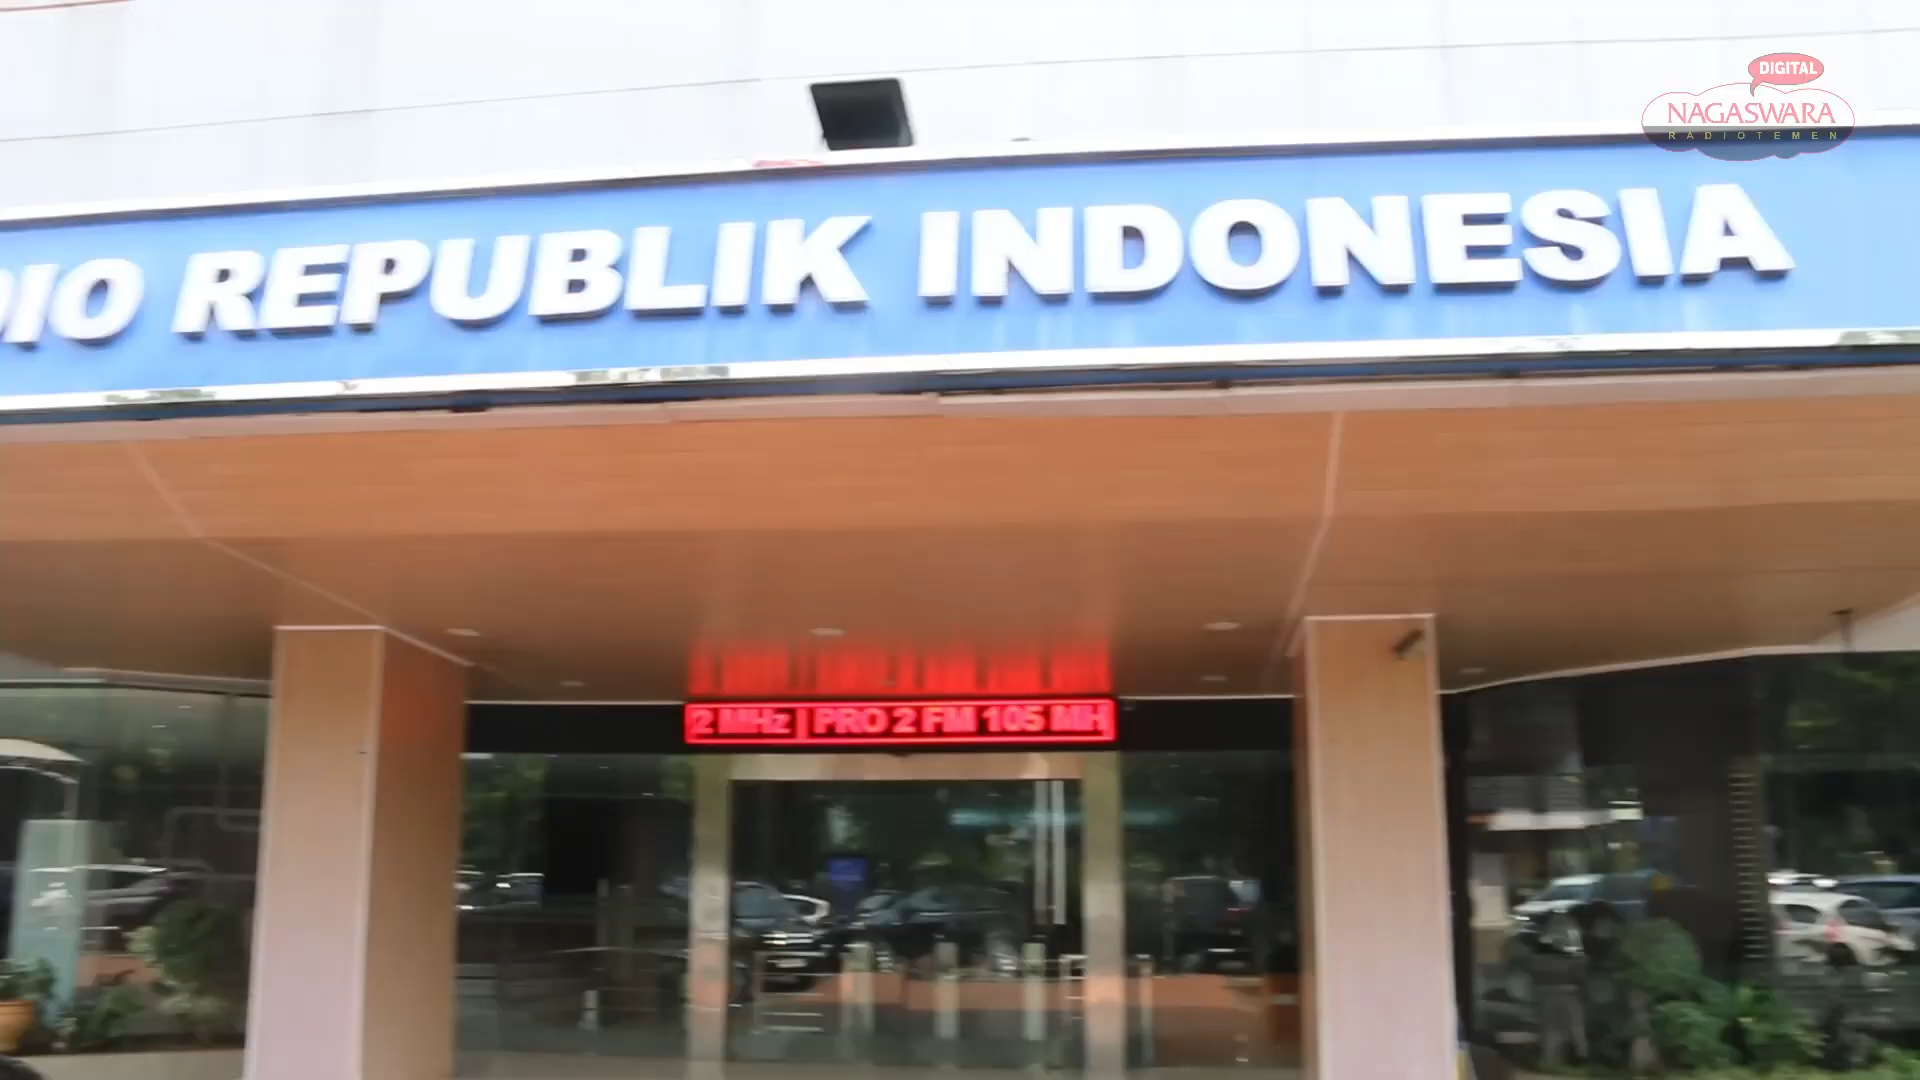 DIGITAL
NAGASWARA
RADIOTEMEN
DIO REPUBLIK INDONESIA
2 MHz | PRO 2 FM 105 MH